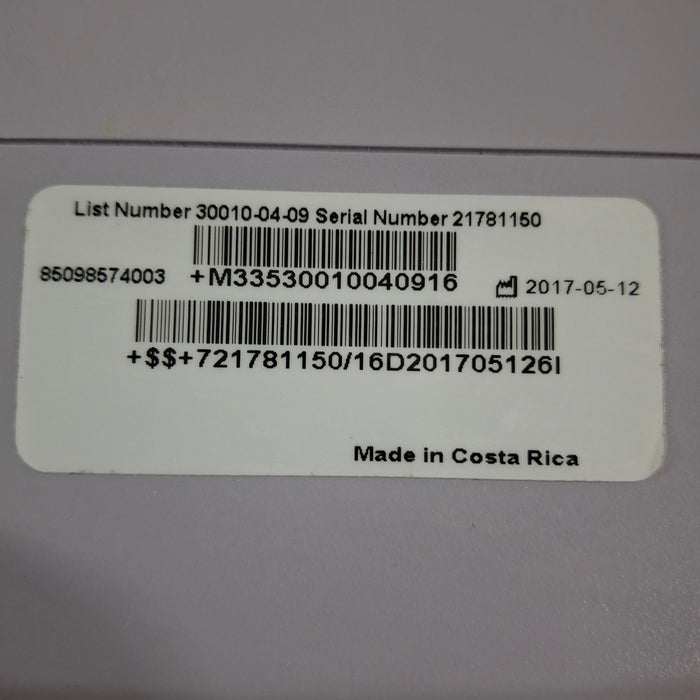 List Number 30010-04-09 Serial Number 21781150
85098574003 +M33530010040916 2017-05-12
+$$+721781150/16D201705126I
Made in Costa Rica